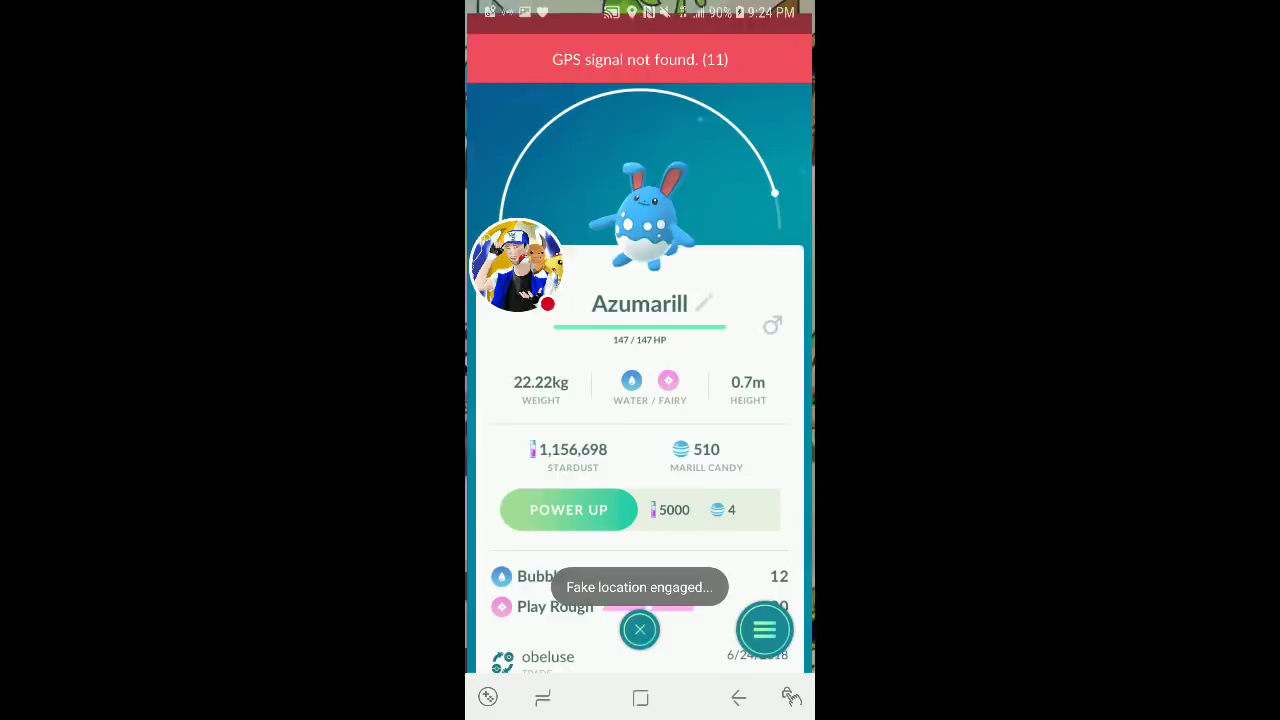 90% 9:24 PM
GPS signal not found. (11)
Azumarill
147 / 147 HP
22.22kg
WEIGHT
WATER / FAIRY
0.7m
HEIGHT
1,156,698
STARDUST
510
MARILL CANDY
POWER UP
5000
4
Bubbl
12
Fake location engaged...
Play Rough
obeluse